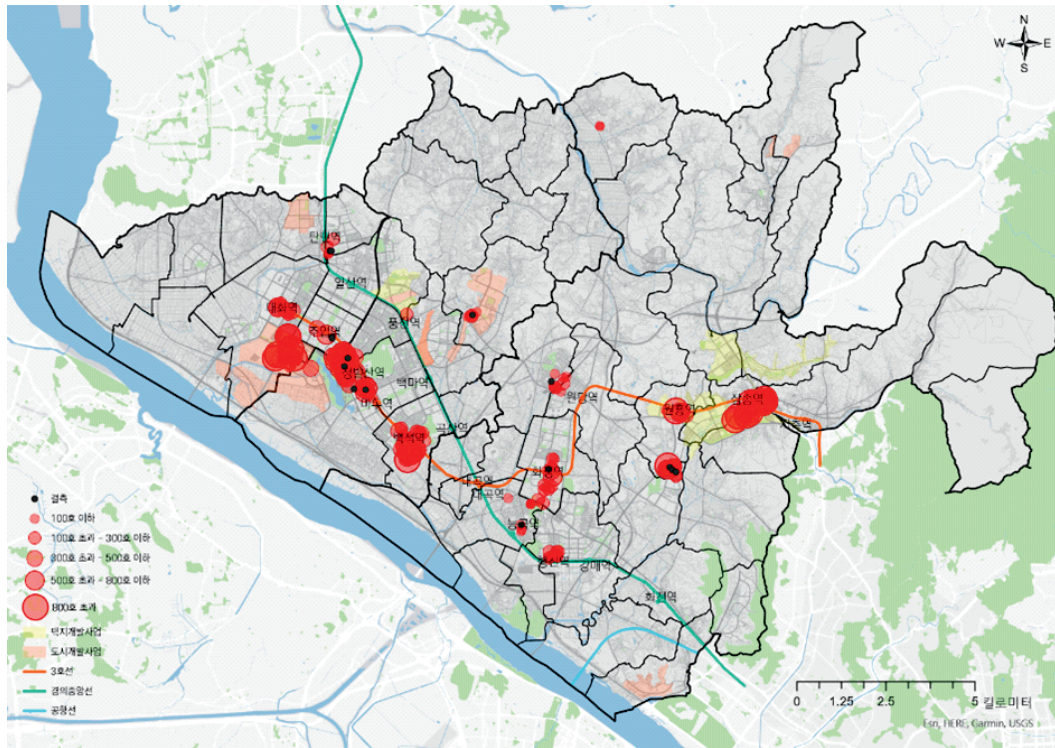 N
W E
S
일산역
풍산역
대화역
주엽역
정발산역
마두역
백마역
백석역
곡산역
대곡역
대곡역
원당역
원흥역
삼송역
지축역
화정역
능곡역
행신역
강매역
화전역
결측
100호 이하
100호 초과 - 300호 이하
300호 초과 - 500호 이하
500호 초과 - 800호 이하
800호 초과
택지개발사업
도시개발사업
3호선
경의중앙선
공항선
0 1.25 2.5 5 킬로미터
Esri, HERE, Garmin, USGS